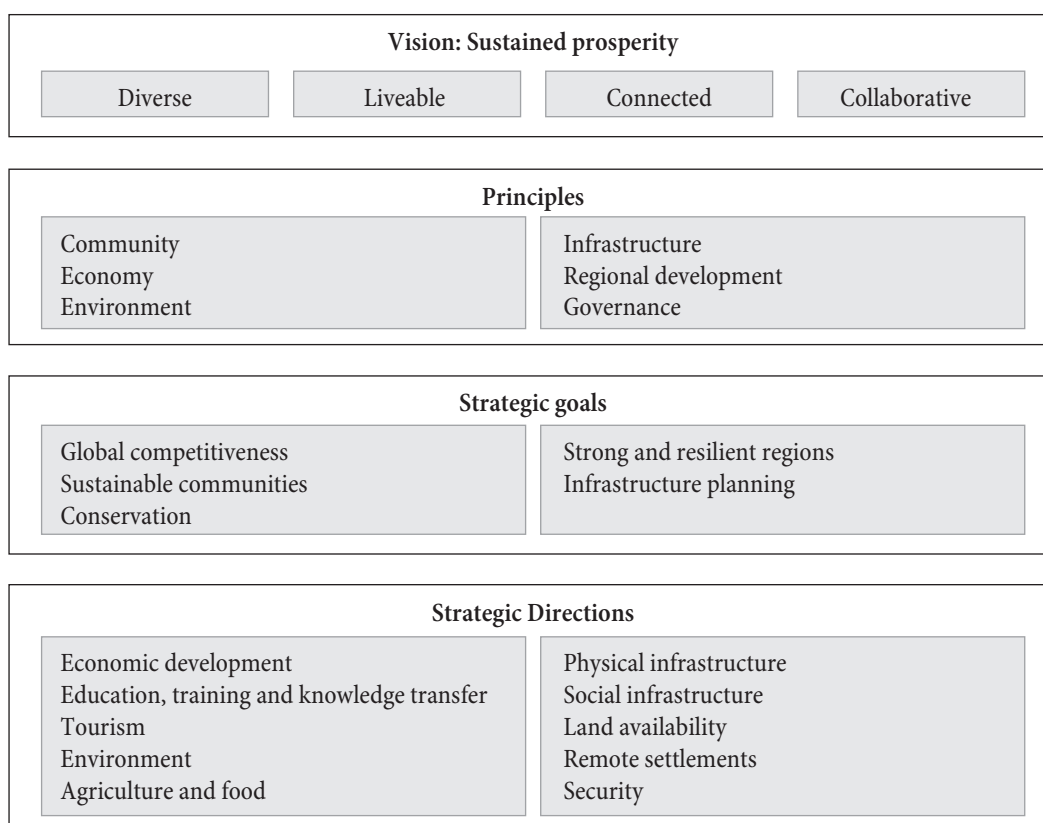 Vision: Sustained prosperity
Diverse
Liveable
Connected
Collaborative
Principles
Community
Economy
Environment
Infrastructure
Regional development
Governance
Strategic goals
Global competitiveness
Sustainable communities
Conservation
Strong and resilient regions
Infrastructure planning
Strategic Directions
Economic development
Education, training and knowledge transfer
Tourism
Environment
Agriculture and food
Physical infrastructure
Social infrastructure
Land availability
Remote settlements
Security